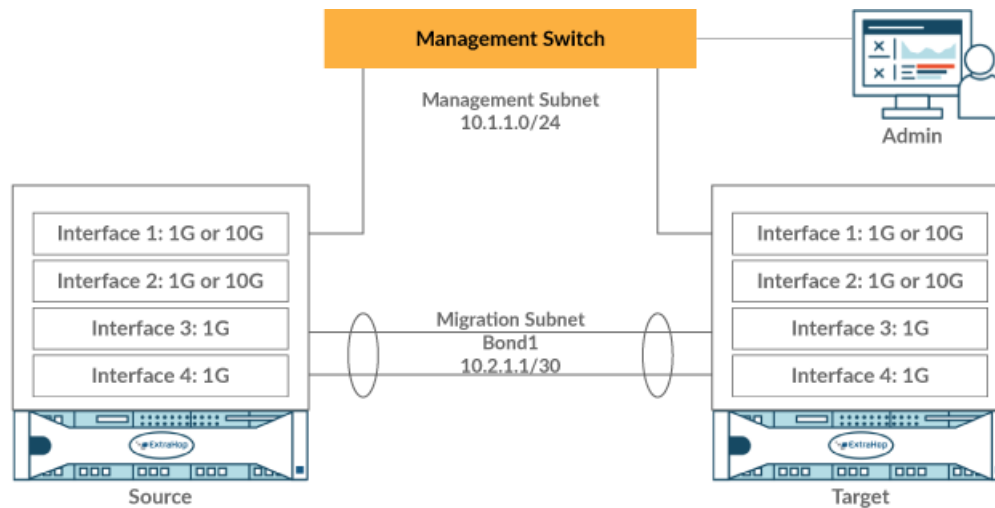 Management Switch
Management Subnet
10.1.1.0/24
Admin
Interface 1: 1G or 10G
Interface 2: 1G or 10G
Interface 3: 1G
Interface 4: 1G
Migration Subnet
Bond1
10.2.1.1/30
Interface 1: 1G or 10G
Interface 2: 1G or 10G
Interface 3: 1G
Interface 4: 1G
ExtraHop
ExtraHop
Source
Target